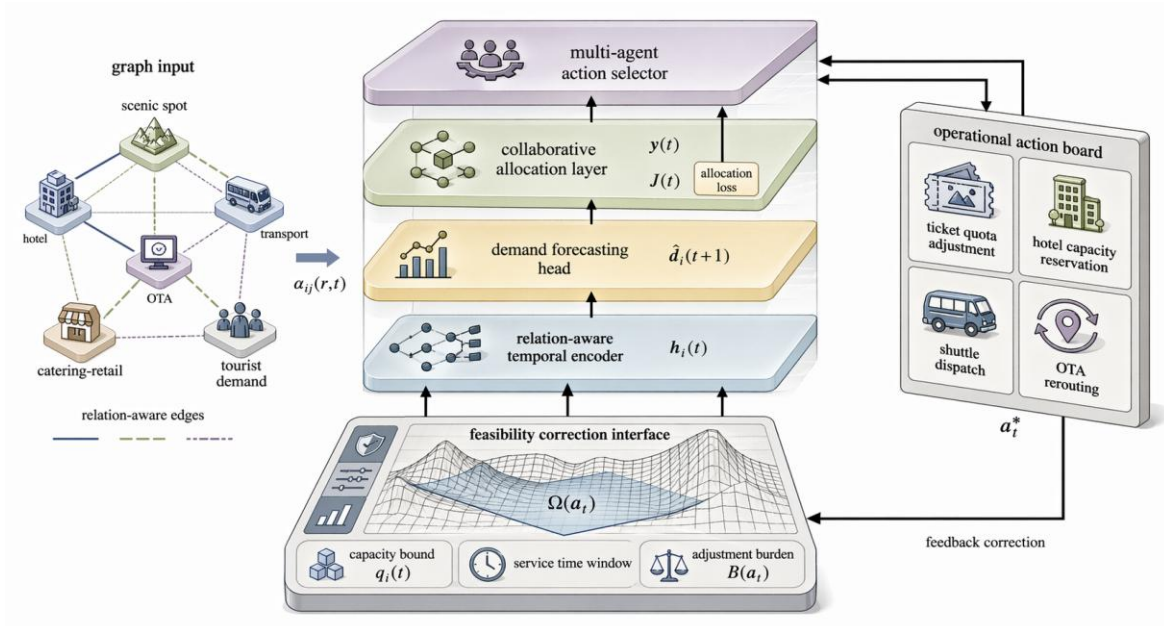 graph input
scenic spot
hotel
transport
OTA
catering-retail
tourist
demand
relation-aware edges
α_{ij}(r,t)
multi-agent
action selector
collaborative
allocation layer
y(t)
J(t)
allocation
loss
demand forecasting
head
d̂_i(t+1)
relation-aware
temporal encoder
h_i(t)
feasibility correction interface
Ω(a_t)
capacity bound
q_i(t)
service time window
adjustment burden
B(a_t)
operational action board
ticket quota
adjustment
hotel capacity
reservation
shuttle
dispatch
OTA
rerouting
a_t^*
feedback correction